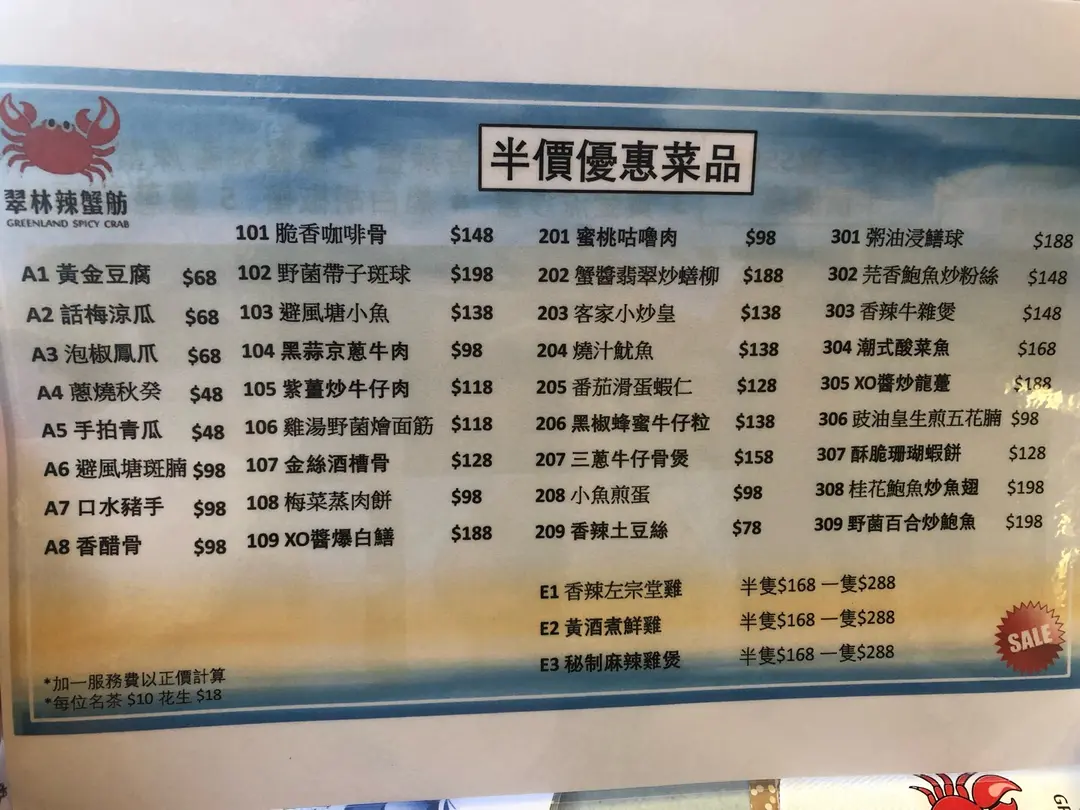 半價優惠菜品
翠林辣蟹舫
GREENLAND SPICY CRAB
A1 黃金豆腐 $68
A2 話梅涼瓜 $68
A3 泡椒鳳爪 $68
A4 蔥燒秋癸 $48
A5 手拍青瓜 $48
A6 避風塘斑腩 $98
A7 口水豬手 $98
A8 香醋骨 $98
101 脆香咖啡骨 $148
102 野菌帶子斑球 $198
103 避風塘小魚 $138
104 黑蒜京蔥牛肉 $98
105 紫薑炒牛仔肉 $118
106 雞湯野菌燴面筋 $118
107 金絲酒槽骨 $128
108 梅菜蒸肉餅 $98
109 XO醬爆白鱔 $188
201 蜜桃咕嚕肉 $98
202 蟹醬翡翠炒蟮柳 $188
203 客家小炒皇 $138
204 燒汁魷魚 $138
205 番茄滑蛋蝦仁 $128
206 黑椒蜂蜜牛仔粒 $138
207 三蔥牛仔骨煲 $158
208 小魚煎蛋 $98
209 香辣土豆絲 $78
301 粥油浸鱔球 $188
302 芫香鮑魚炒粉絲 $148
303 香辣牛雜煲 $148
304 潮式酸菜魚 $168
305 XO醬炒龍躉 $188
306 豉油皇生煎五花腩 $98
307 酥脆珊瑚蝦餅 $128
308 桂花鮑魚炒魚翅 $198
309 野菌百合炒鮑魚 $198
E1 香辣左宗堂雞 半隻$168 一隻$288
E2 黃酒煮鮮雞 半隻$168 一隻$288
E3 秘制麻辣雞煲 半隻$168 一隻$288
*加一服務費以正價計算
*每位名茶 $10 花生 $18
SALE